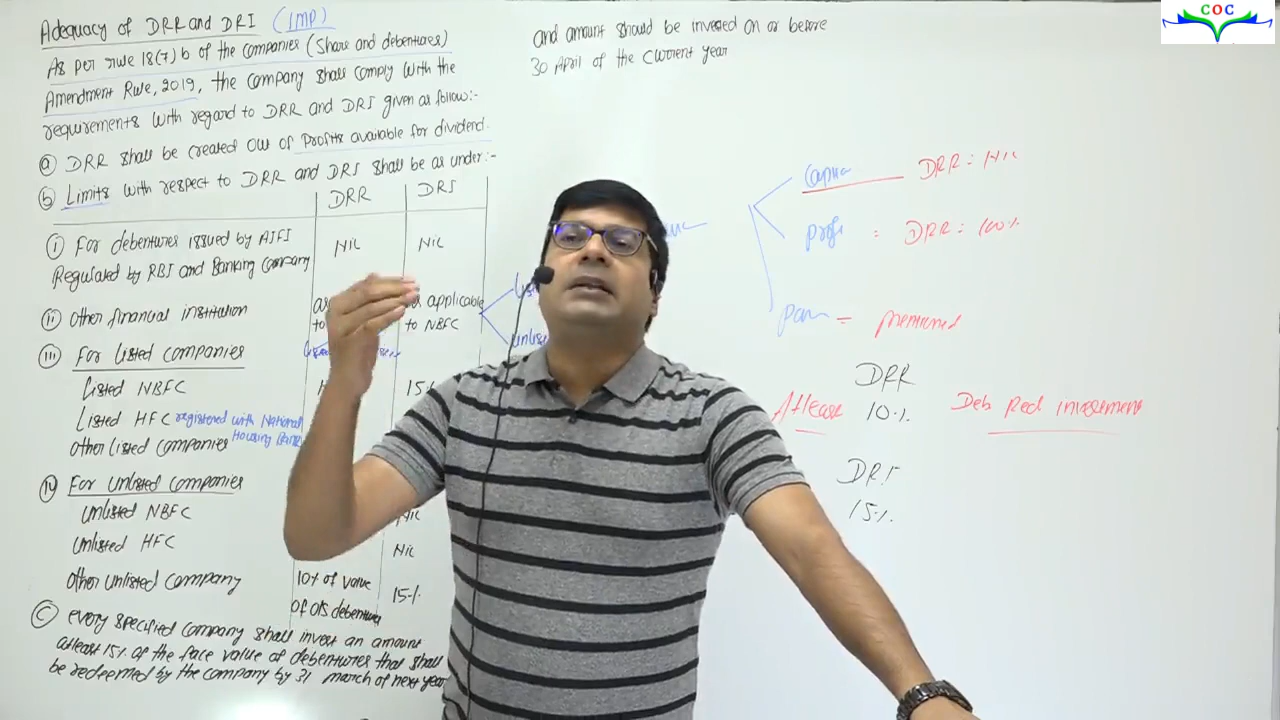 Adequacy of DRR and DRI (IMP)
As per rule 18(7) b of the companies (Share and debentures)
Amendment Rule, 2019, the company shall comply with the
requirements with regard to DRR and DRI given as follow:-
(a) DRR shall be created out of Profits available for dividend.
(b) Limits with respect to DRR and DRI shall be as under:-
DRR DRI
(i) For debentures issued by AIFI Nil Nil
Regulated by RBI and Banking Company
(ii) Other financial institution as applicable
to to NBFC
(iii) For listed companies
Listed NBFC 15%
Listed HFC registered with National
Housing Bank
Other listed companies
(iv) For Unlisted companies
Unlisted NBFC Nil
Unlisted HFC Nil
Other unlisted company 10% of value 15%
of O/S debentures
(c) every specified company shall invest an amount
atleast 15% of the face value of debentures that shall
be redeemed by the company by 31 march of next year
and amount should be invested on or before
30 April of the current year
DRR = Nil
DRR = 100%
= mentioned
DRR
Atleast 10% Deb Red investment
DRI
15%
COC